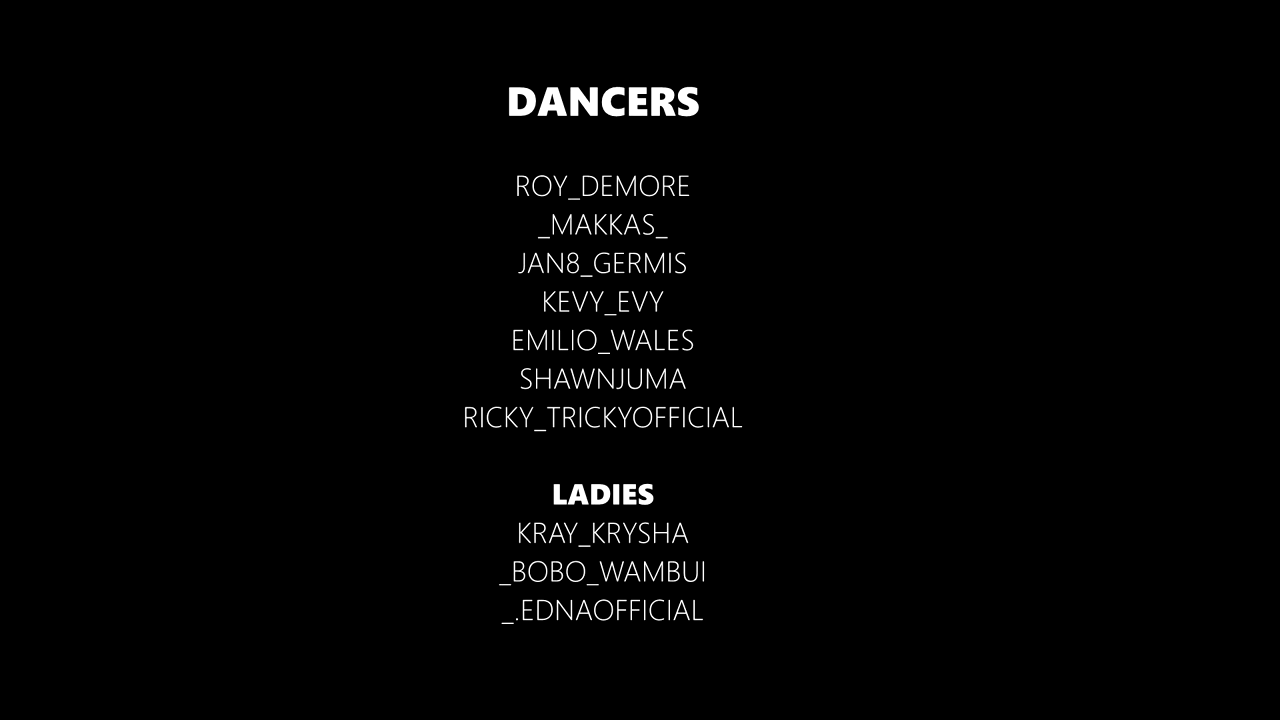 DANCERS
ROY_DEMORE
_MAKKAS_
JAN8_GERMIS
KEVY_EVY
EMILIO_WALES
SHAWNJUMA
RICKY_TRICKYOFFICIAL
LADIES
KRAY_KRYSHA
_BOBO_WAMBUI
_.EDNAOFFICIAL